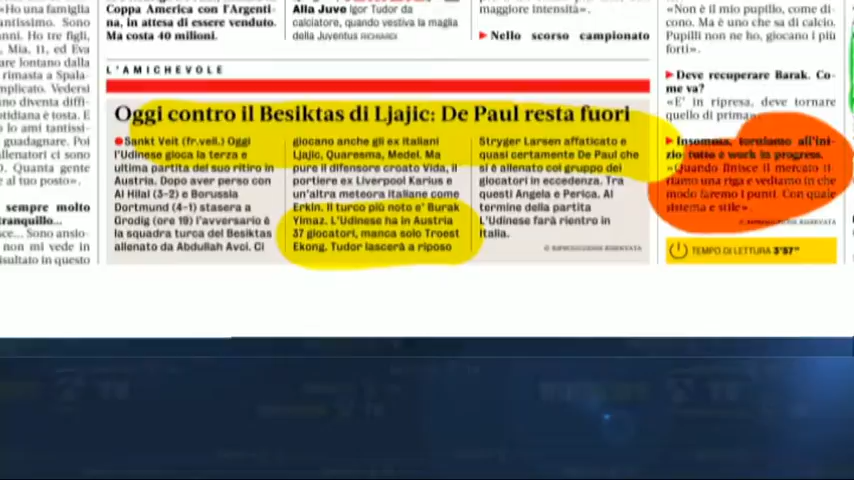 Coppa America con l'Argenti-
na, in attesa di essere venduto.
Ma costa 40 milioni.
Alla Juve Igor Tudor da
calciatore, quando vestiva la maglia
della Juventus RICHIARDI
maggiore intensità».
▶Nello scorso campionato
«Ho una famiglia
Ho tre figli,
Mia, 11, ed Eva
are lontano dalla
rimasta a Spala-
Vedersi
no diventa diffi-
è tosta. E
lo ami tantissi-
guadagnare. Poi
allenatori ci sono
Quanta gente
al tuo posto».
sempre molto
tranquillo...
Sono ansio-
non mi vede in
risultato in questo
L'AMICHEVOLE
Oggi contro il Besiktas di Ljajic: De Paul resta fuori
●Sankt Veit (fr.vell.) Oggi
l'Udinese gioca la terza e
ultima partita del suo ritiro in
Austria. Dopo aver perso con
Al Hilal (3-2) e Borussia
Dortmund (4-1) stasera a
Grodig (ore 19) l'avversario è
la squadra turca del Besiktas
allenato da Abdullah Avci. Ci
giocano anche gli ex italiani
Ljajic, Quaresma, Medel. Ma
pure il difensore croato Vida, il
portiere ex Liverpool Karius e
un'altra meteora italiana come
Erkin. Il turco più noto e' Burak
Yimaz. L'Udinese ha in Austria
37 giocatori, manca solo Troest
Ekong. Tudor lascerà a riposo
Stryger Larsen affaticato e
quasi certamente De Paul che
si è allenato col gruppo dei
giocatori in eccedenza. Tra
questi Angela e Perica. Al
termine della partita
L'Udinese farà rientro in
Italia.
© RIPRODUZIONE RISERVATA
«Non è il mio pupillo, come di-
cono. Ma è uno che sa di calcio.
Pupilli non ne ho, giocano i più
forti».
▶Deve recuperare Barak. Co-
me va?
«E' in ripresa, deve tornare
quello di prima».
▶Insomma, torniamo all'ini-
zio: tutto è work in progress.
«Quando finisce il mercato ti-
riamo una riga e vediamo in che
modo faremo i punti. Con quale
sistema e stile».
© RIPRODUZIONE RISERVATA
TEMPO DI LETTURA 3'57"